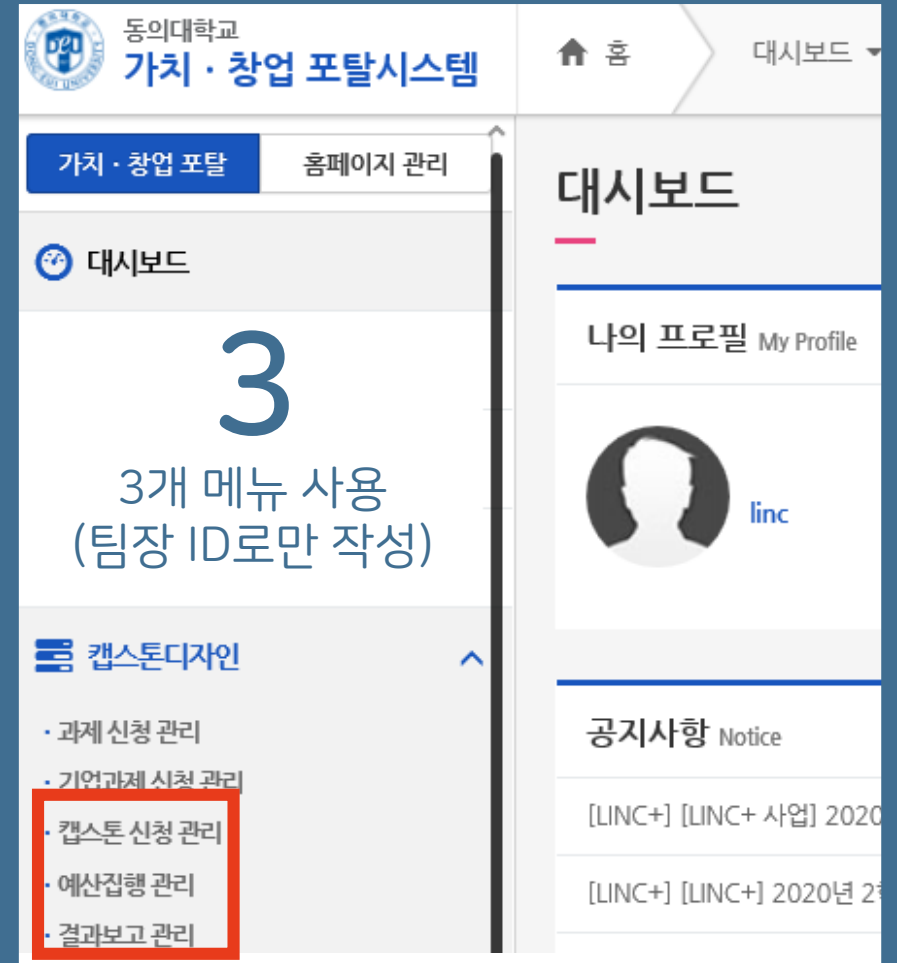 동의대학교
가치 · 창업 포탈시스템
홈
대시보드
가치 · 창업 포탈
홈페이지 관리
대시보드
3
3개 메뉴 사용
(팀장 ID로만 작성)
캡스톤디자인
· 과제 신청 관리
· 기업과제 신청 관리
· 캡스톤 신청 관리
· 예산집행 관리
· 결과보고 관리
대시보드
나의 프로필 My Profile
linc
공지사항 Notice
[LINC+] [LINC+ 사업] 2020
[LINC+] [LINC+] 2020년 2